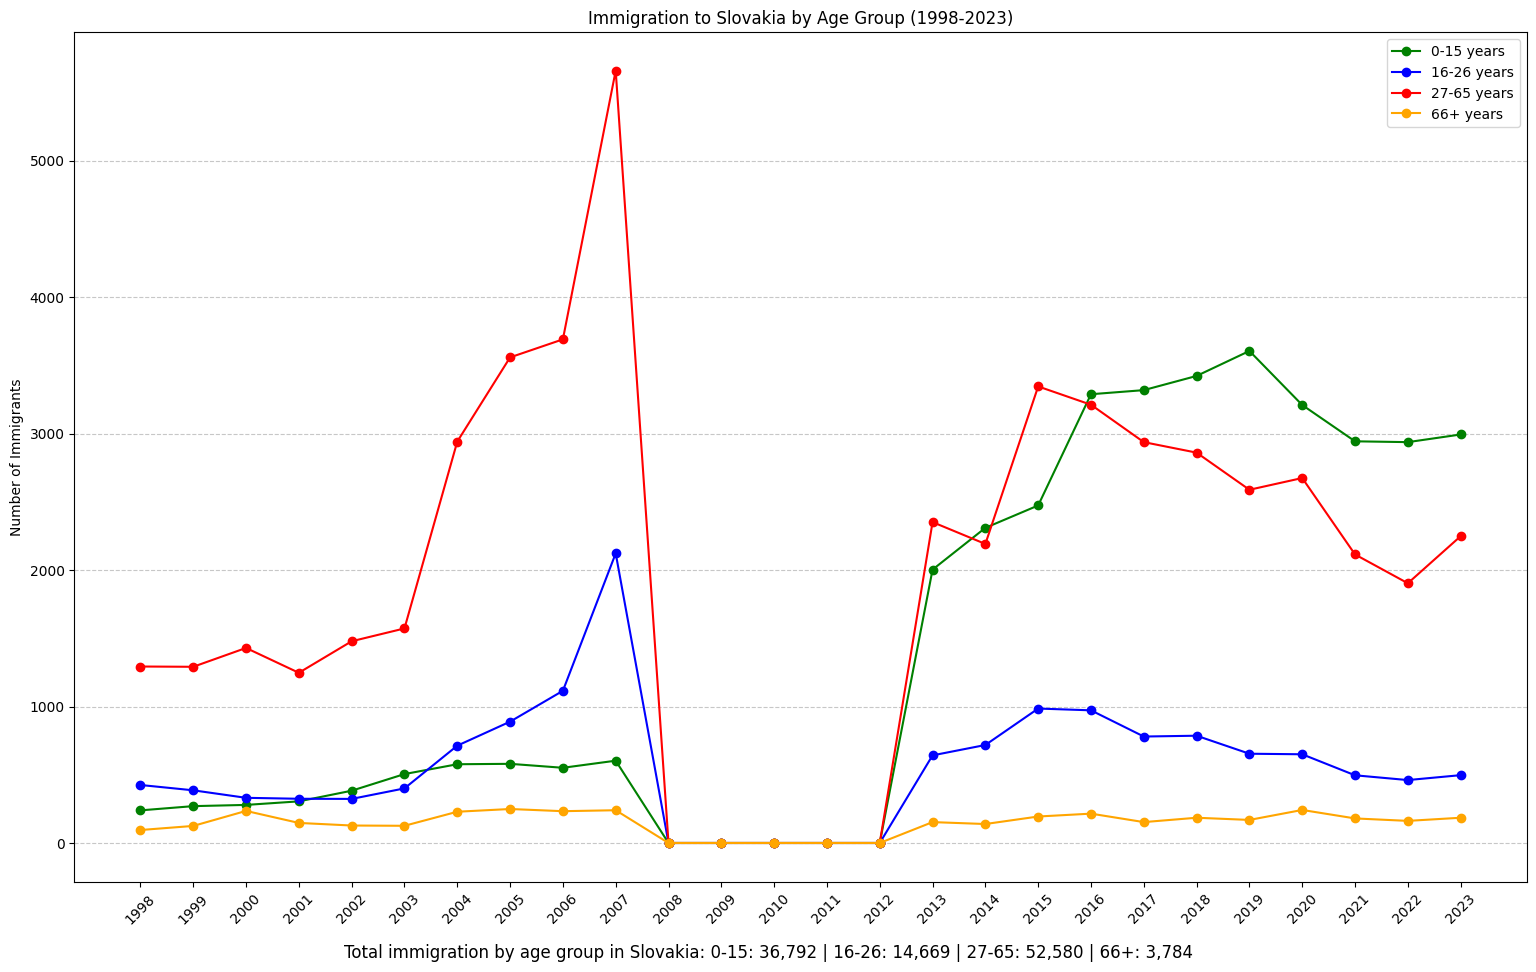 Immigration to Slovakia by Age Group (1998-2023)
0-15 years
16-26 years
27-65 years
66+ years
Number of Immigrants
5000
4000
3000
2000
1000
0
1998 1999 2000 2001 2002 2003 2004 2005 2006 2007 2008 2009 2010 2011 2012 2013 2014 2015 2016 2017 2018 2019 2020 2021 2022 2023
Total immigration by age group in Slovakia: 0-15: 36,792 | 16-26: 14,669 | 27-65: 52,580 | 66+: 3,784